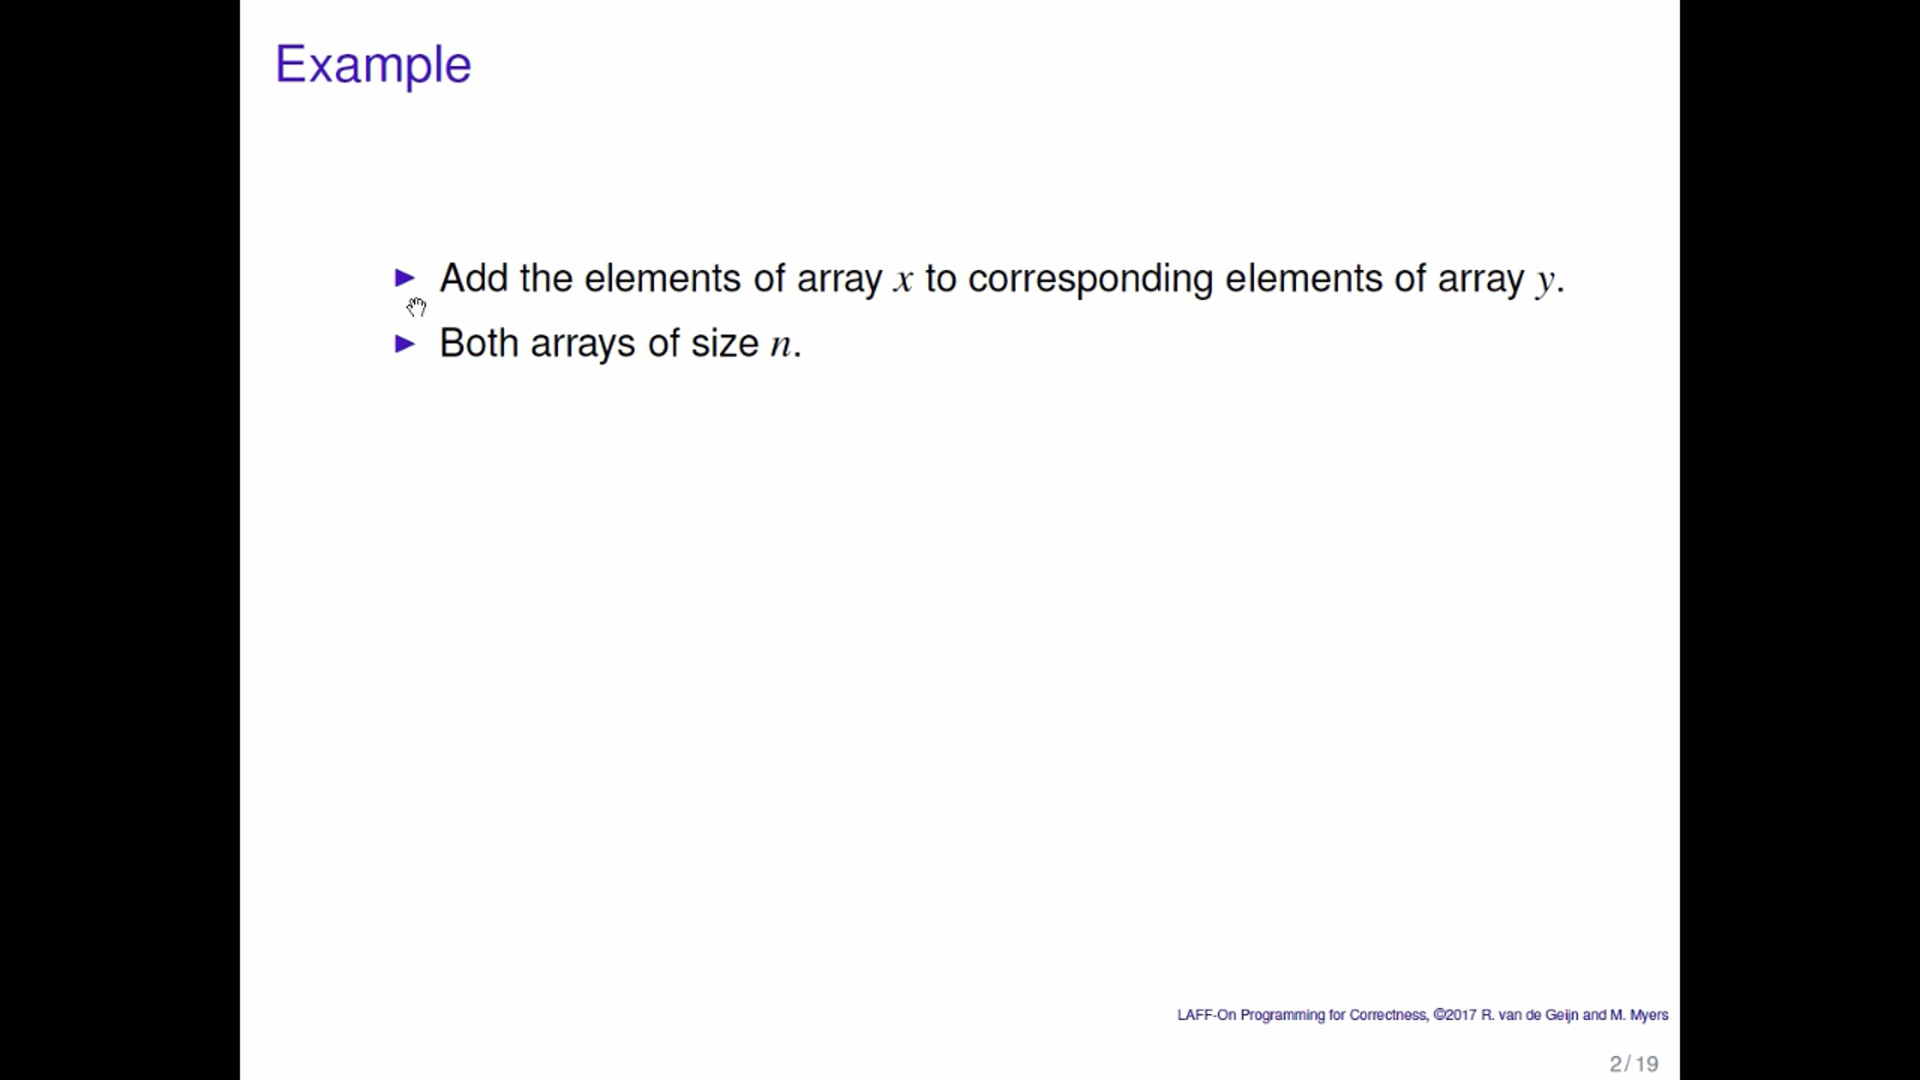 Example
▶ Add the elements of array x to corresponding elements of array y.
▶ Both arrays of size n.
LAFF-On Programming for Correctness, ©2017 R. van de Geijn and M. Myers
2/19